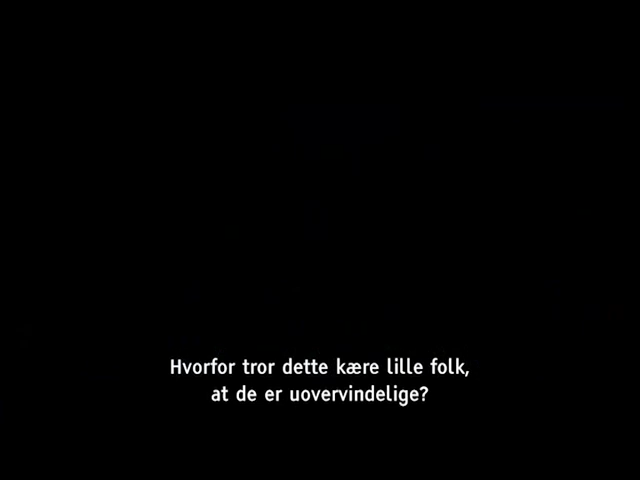 Hvorfor tror dette kære lille folk,
at de er uovervindelige?